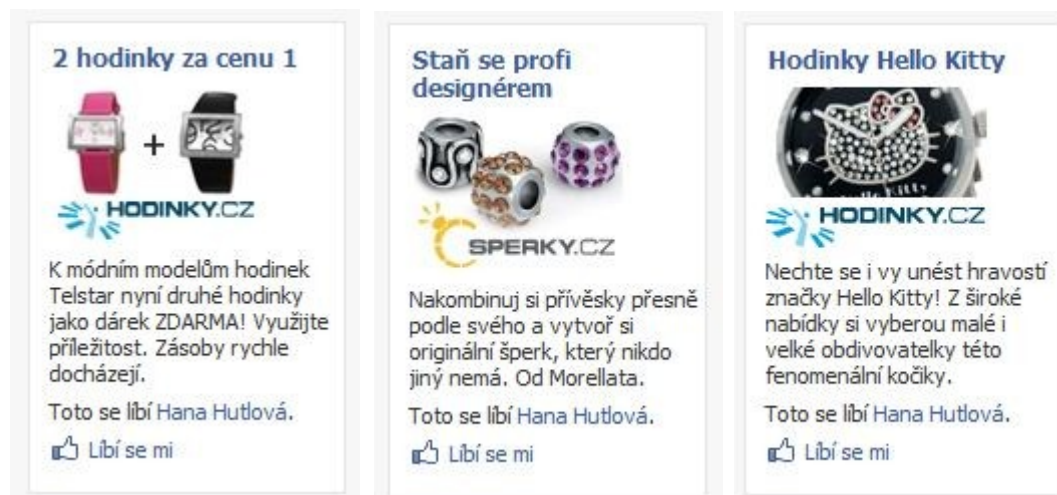 2 hodinky za cenu 1
+
HODINKY.CZ
K módním modelům hodinek
Telstar nyní druhé hodinky
jako dárek ZDARMA! Využijte
příležitost. Zásoby rychle
docházejí.
Toto se líbí Hana Hutlová.
Líbí se mi
Staň se profi
designérem
SPERKY.CZ
Nakombinuj si přívěsky přesně
podle svého a vytvoř si
originální šperk, který nikdo
jiný nemá. Od Morellata.
Toto se líbí Hana Hutlová.
Líbí se mi
Hodinky Hello Kitty
HODINKY.CZ
Nechte se i vy unést hravostí
značky Hello Kitty! Z široké
nabídky si vyberou malé i
velké obdivovatelky této
fenomenální kočiky.
Toto se líbí Hana Hutlová.
Líbí se mi